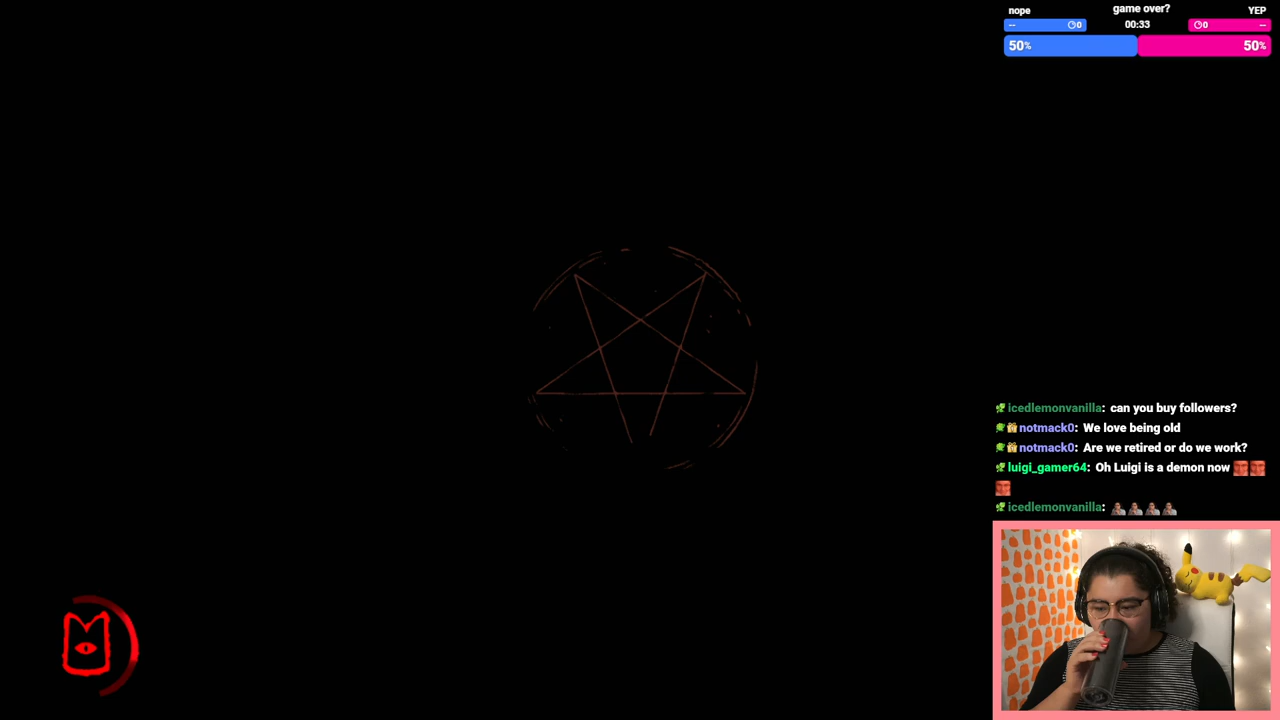 game over?
nope
YEP
--
0
00:33
0
--
50%
50%
icedlemonvanilla: can you buy followers?
notmack0: We love being old
notmack0: Are we retired or do we work?
luigi_gamer64: Oh Luigi is a demon now
icedlemonvanilla: